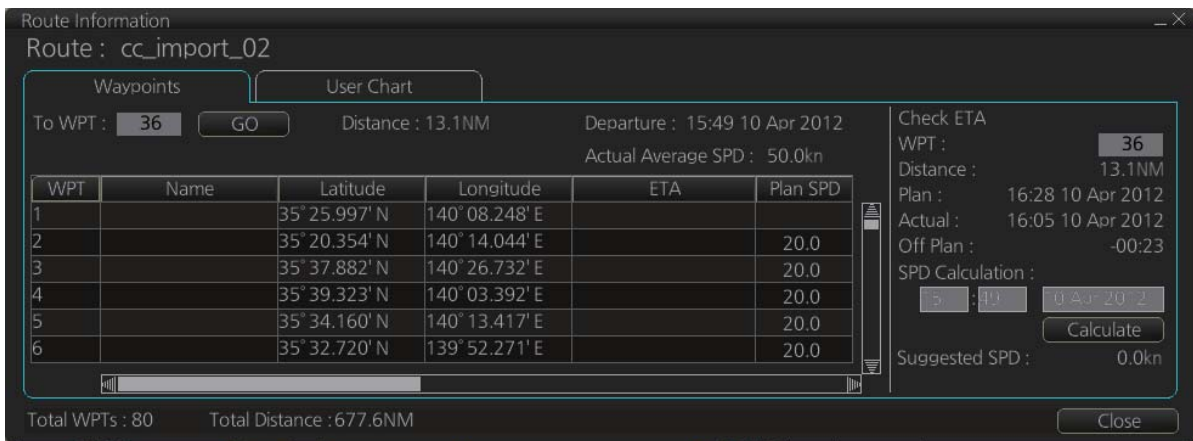 Route Information
Route : cc_import_02
Waypoints User Chart
To WPT : 36 GO Distance : 13.1NM Departure : 15:49 10 Apr 2012
Actual Average SPD : 50.0kn
WPT Name Latitude Longitude ETA Plan SPD
1 35° 25.997' N 140° 08.248' E
2 35° 20.354' N 140° 14.044' E 20.0
3 35° 37.882' N 140° 26.732' E 20.0
4 35° 39.323' N 140° 03.392' E 20.0
5 35° 34.160' N 140° 13.417' E 20.0
6 35° 32.720' N 139° 52.271' E 20.0
Check ETA
WPT : 36
Distance : 13.1NM
Plan : 16:28 10 Apr 2012
Actual : 16:05 10 Apr 2012
Off Plan : -00:23
SPD Calculation :
15 :49 10 Apr 2012
Calculate
Suggested SPD : 0.0kn
Total WPTs : 80 Total Distance : 677.6NM Close